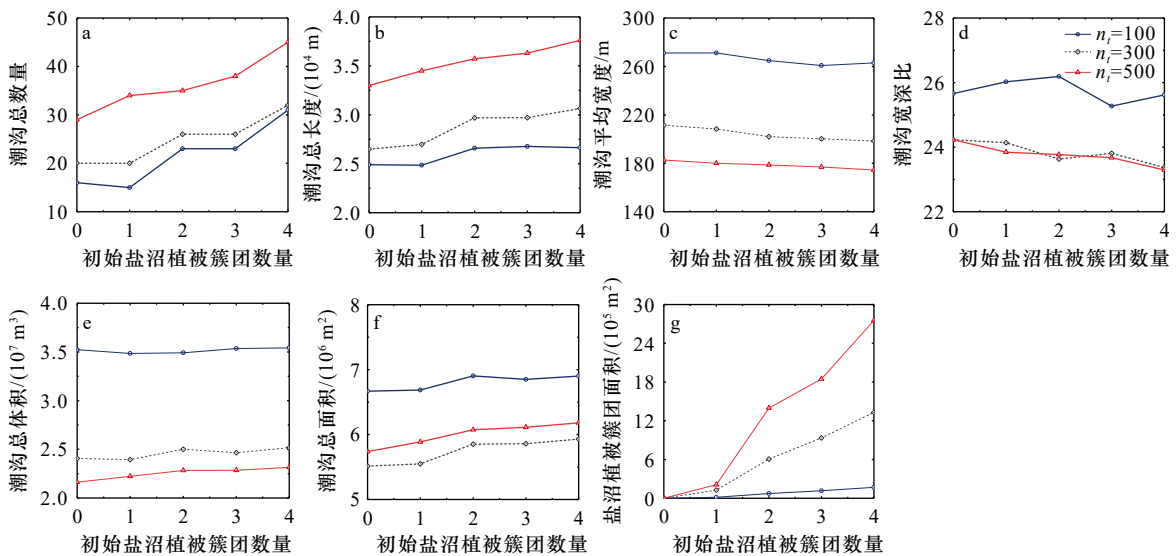 a
50
40
30
20
10
潮沟总数量
0 1 2 3 4
初始盐沼植被簇团数量
b
4.0
3.5
3.0
2.5
2.0
潮沟总长度/(10⁴ m)
0 1 2 3 4
初始盐沼植被簇团数量
c
300
260
220
180
140
潮沟平均宽度/m
0 1 2 3 4
初始盐沼植被簇团数量
d
28
26
24
22
潮沟宽深比
nₜ=100
nₜ=300
nₜ=500
0 1 2 3 4
初始盐沼植被簇团数量
e
4.0
3.5
3.0
2.5
2.0
潮沟总体积/(10⁷ m³)
0 1 2 3 4
初始盐沼植被簇团数量
f
8
7
6
5
潮沟总面积/(10⁶ m²)
0 1 2 3 4
初始盐沼植被簇团数量
g
30
24
18
12
6
0
盐沼植被簇团面积/(10⁵ m²)
0 1 2 3 4
初始盐沼植被簇团数量